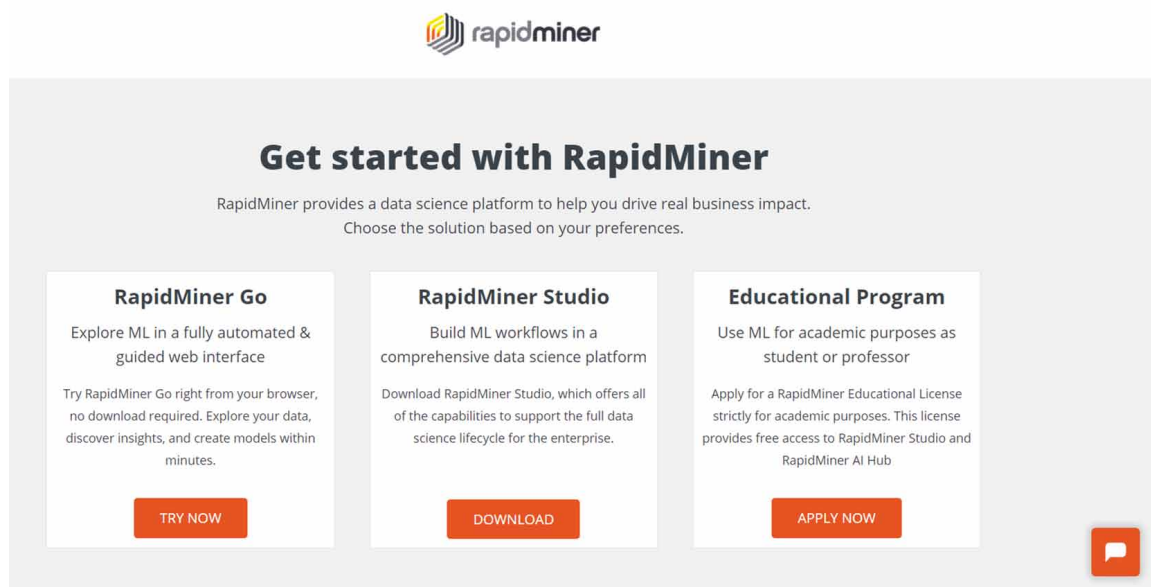 rapidminer
Get started with RapidMiner
RapidMiner provides a data science platform to help you drive real business impact.
Choose the solution based on your preferences.
RapidMiner Go
Explore ML in a fully automated &
guided web interface
Try RapidMiner Go right from your browser,
no download required. Explore your data,
discover insights, and create models within
minutes.
TRY NOW
RapidMiner Studio
Build ML workflows in a
comprehensive data science platform
Download RapidMiner Studio, which offers all
of the capabilities to support the full data
science lifecycle for the enterprise.
DOWNLOAD
Educational Program
Use ML for academic purposes as
student or professor
Apply for a RapidMiner Educational License
strictly for academic purposes. This license
provides free access to RapidMiner Studio and
RapidMiner AI Hub
APPLY NOW